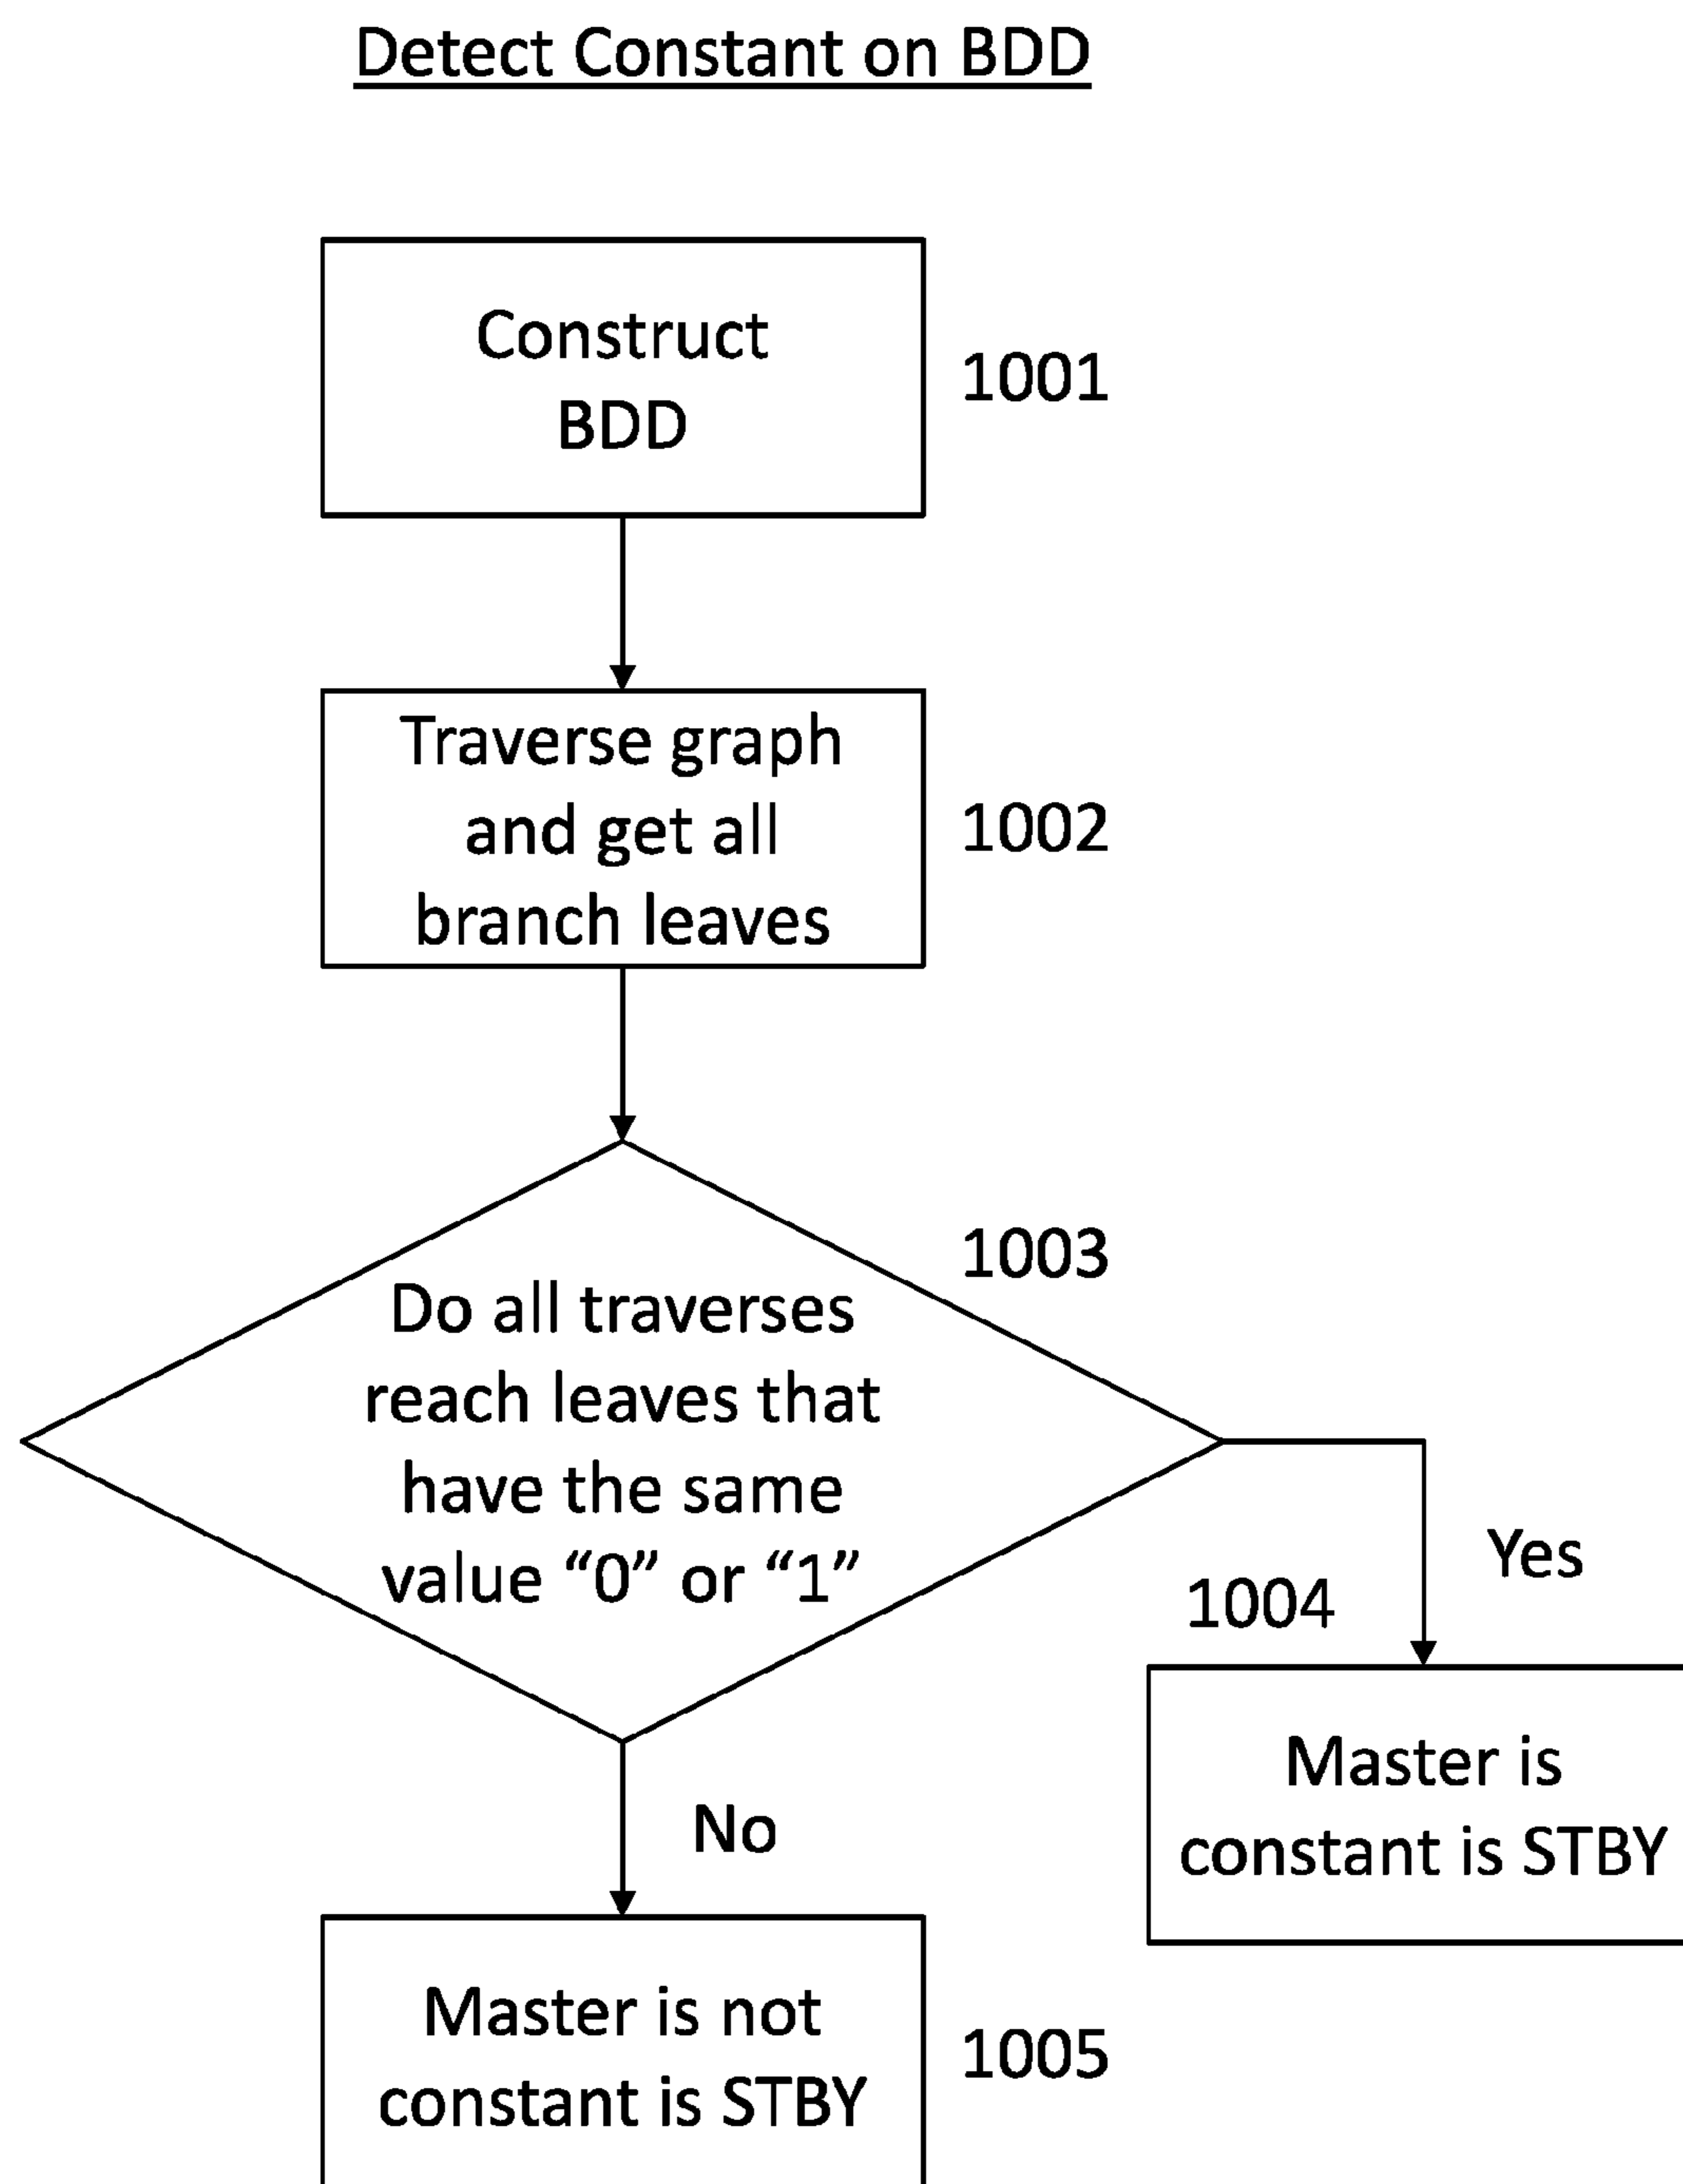 Detect Constant on BDD
Construct
BDD
1001
Traverse graph
and get all
branch leaves
1002
1003
Do all traverses
reach leaves that
have the same
value “0” or “1”
Yes
1004
Master is
constant is STBY
No
Master is not
constant is STBY
1005